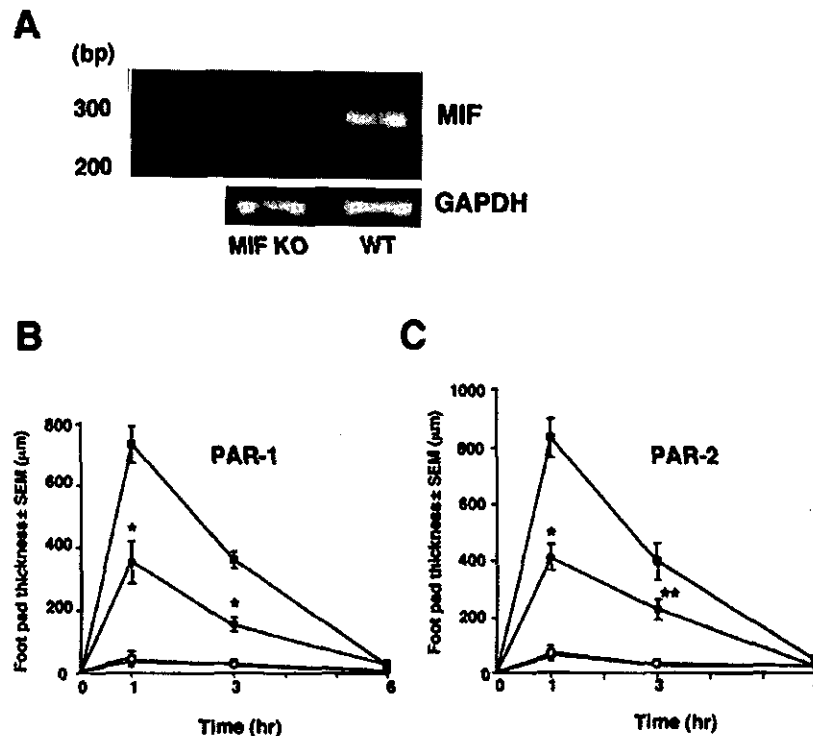 A
(bp)
300
200
MIF
GAPDH
MIF KO WT
B
PAR-1
Foot pad thickness ± SEM (μm)
800
600
400
200
0
*
*
0 1 3 6
Time (hr)
C
PAR-2
Foot pad thickness ± SEM (μm)
1000
800
600
400
200
0
*
**
0 1 3
Time (hr)